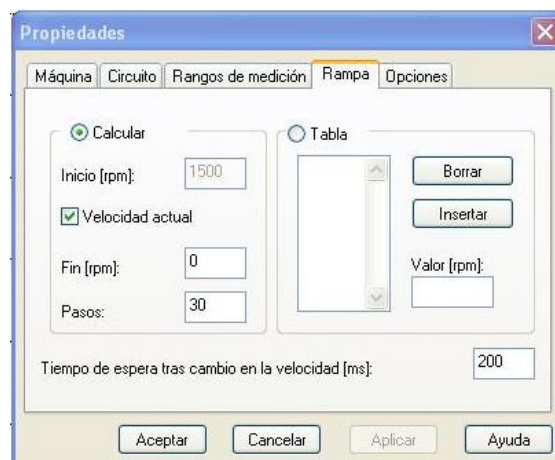 Propiedades
Máquina Circuito Rangos de medición Rampa Opciones
Calcular
Inicio [rpm]: 1500
Velocidad actual
Fin [rpm]: 0
Pasos: 30
Tabla
Borrar
Insertar
Valor [rpm]:
Tiempo de espera tras cambio en la velocidad [ms]: 200
Aceptar Cancelar Aplicar Ayuda